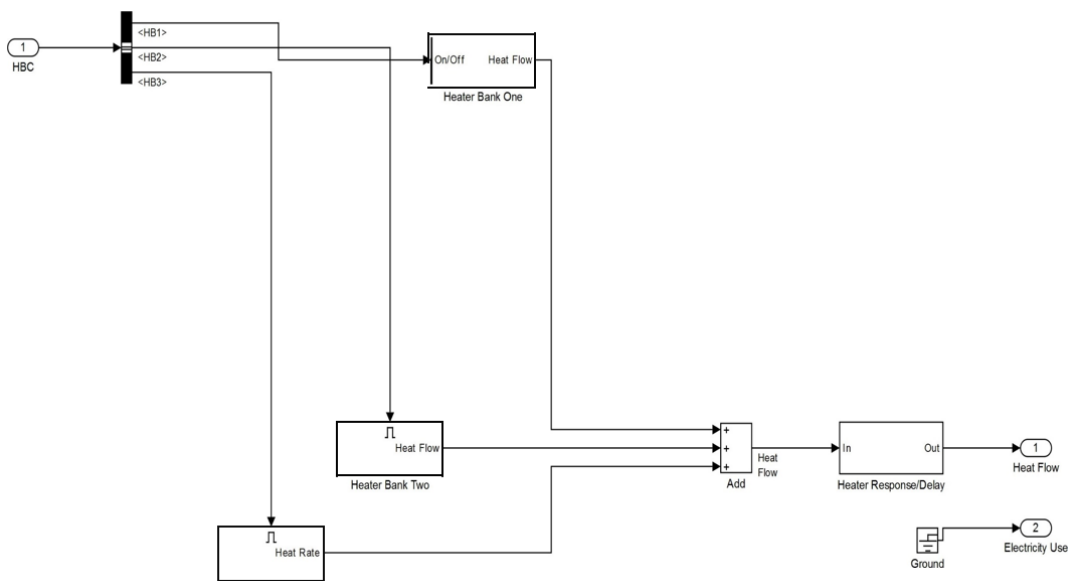 1
HBC
<HB1>
<HB2>
<HB3>
On/Off
Heat Flow
Heater Bank One
Heat Flow
Heater Bank Two
Heat Rate
+
+
+
Add
Heat
Flow
In
Out
Heater Response/Delay
1
Heat Flow
Ground
2
Electricity Use